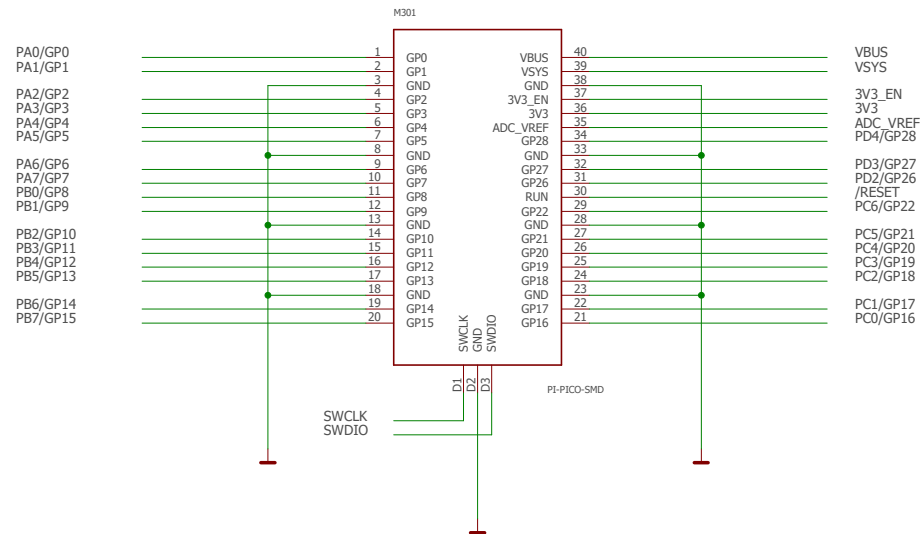 M301
PA0/GP0 1 GP0 VBUS 40 VBUS
PA1/GP1 2 GP1 VSYS 39 VSYS
3 GND GND 38
PA2/GP2 4 GP2 3V3_EN 37 3V3_EN
PA3/GP3 5 GP3 3V3 36 3V3
PA4/GP4 6 GP4 ADC_VREF 35 ADC_VREF
PA5/GP5 7 GP5 GP28 34 PD4/GP28
8 GND GND 33
PA6/GP6 9 GP6 GP27 32 PD3/GP27
PA7/GP7 10 GP7 GP26 31 PD2/GP26
PB0/GP8 11 GP8 RUN 30 /RESET
PB1/GP9 12 GP9 GP22 29 PC6/GP22
13 GND GND 28
PB2/GP10 14 GP10 GP21 27 PC5/GP21
PB3/GP11 15 GP11 GP20 26 PC4/GP20
PB4/GP12 16 GP12 GP19 25 PC3/GP19
PB5/GP13 17 GP13 GP18 24 PC2/GP18
18 GND GND 23
PB6/GP14 19 GP14 GP17 22 PC1/GP17
PB7/GP15 20 GP15 GP16 21 PC0/GP16
SWCLK GND SWDIO
D1 D2 D3
PI-PICO-SMD
SWCLK
SWDIO